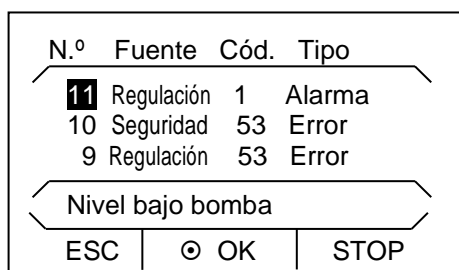 N.º Fuente Cód. Tipo
11 Regulación 1 Alarma
10 Seguridad 53 Error
9 Regulación 53 Error
Nivel bajo bomba
ESC ⊙ OK STOP